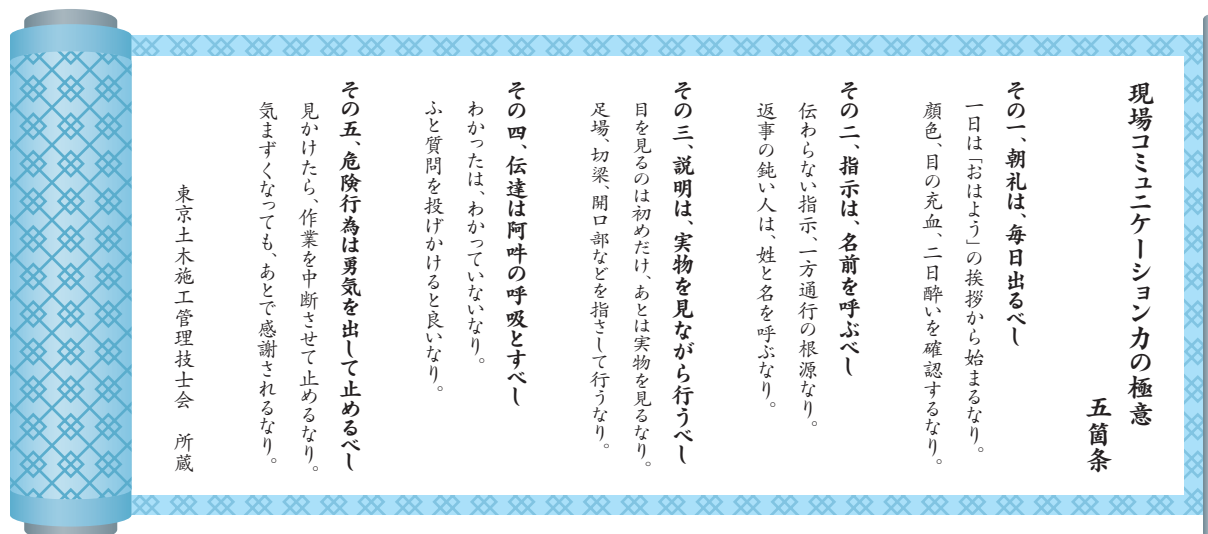 現場コミュニケーション力の極意
五箇条
その一、朝礼は、毎日出るべし
一日は「おはよう」の挨拶から始まるなり。
顔色、目の充血、二日酔いを確認するなり。
その二、指示は、名前を呼ぶべし
伝わらない指示、一方通行の根源なり。
返事の鈍い人は、姓と名を呼ぶなり。
その三、説明は、実物を見ながら行うべし
目を見るのは初めだけ、あとは実物を見るなり。
足場、切梁、開口部などを指さして行うなり。
その四、伝達は阿吽の呼吸とすべし
わかったは、わかっていないなり。
ふと質問を投げかけると良いなり。
その五、危険行為は勇気を出して止めるべし
見かけたら、作業を中断させて止めるなり。
気まずくなっても、あとで感謝されるなり。
東京土木施工管理技士会 所蔵